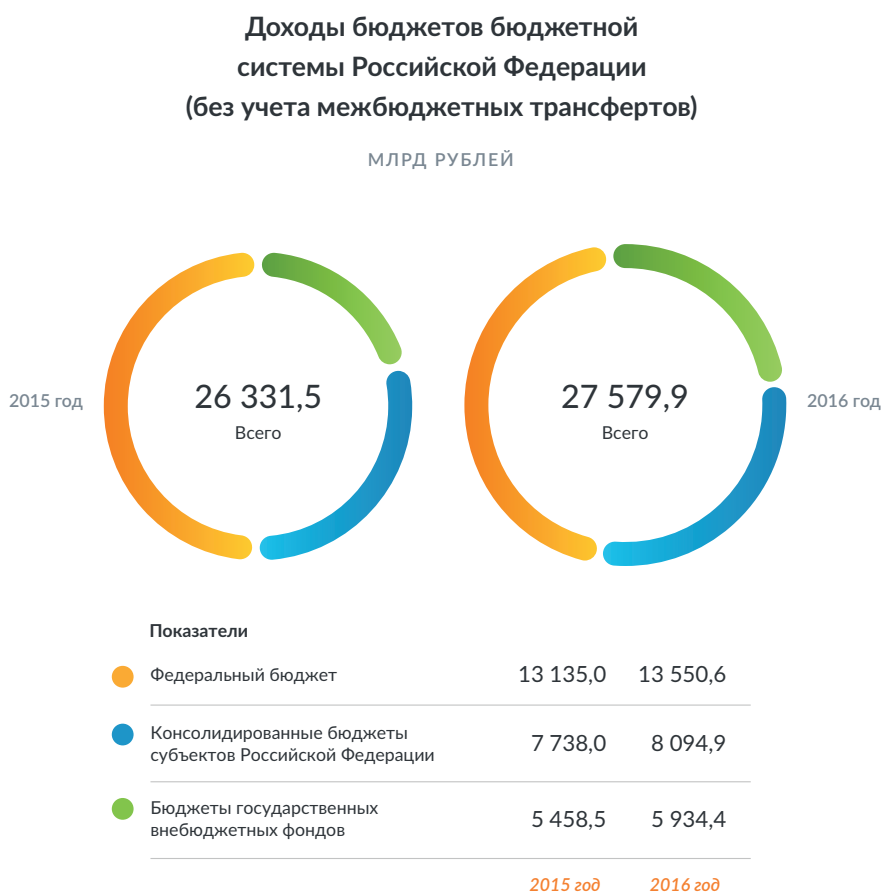 Доходы бюджетов бюджетной
системы Российской Федерации
(без учета межбюджетных трансфертов)
МЛРД РУБЛЕЙ
2015 год
26 331,5
Всего
27 579,9
Всего
2016 год
Показатели
Федеральный бюджет 13 135,0 13 550,6
Консолидированные бюджеты
субъектов Российской Федерации 7 738,0 8 094,9
Бюджеты государственных
внебюджетных фондов 5 458,5 5 934,4
2015 год 2016 год